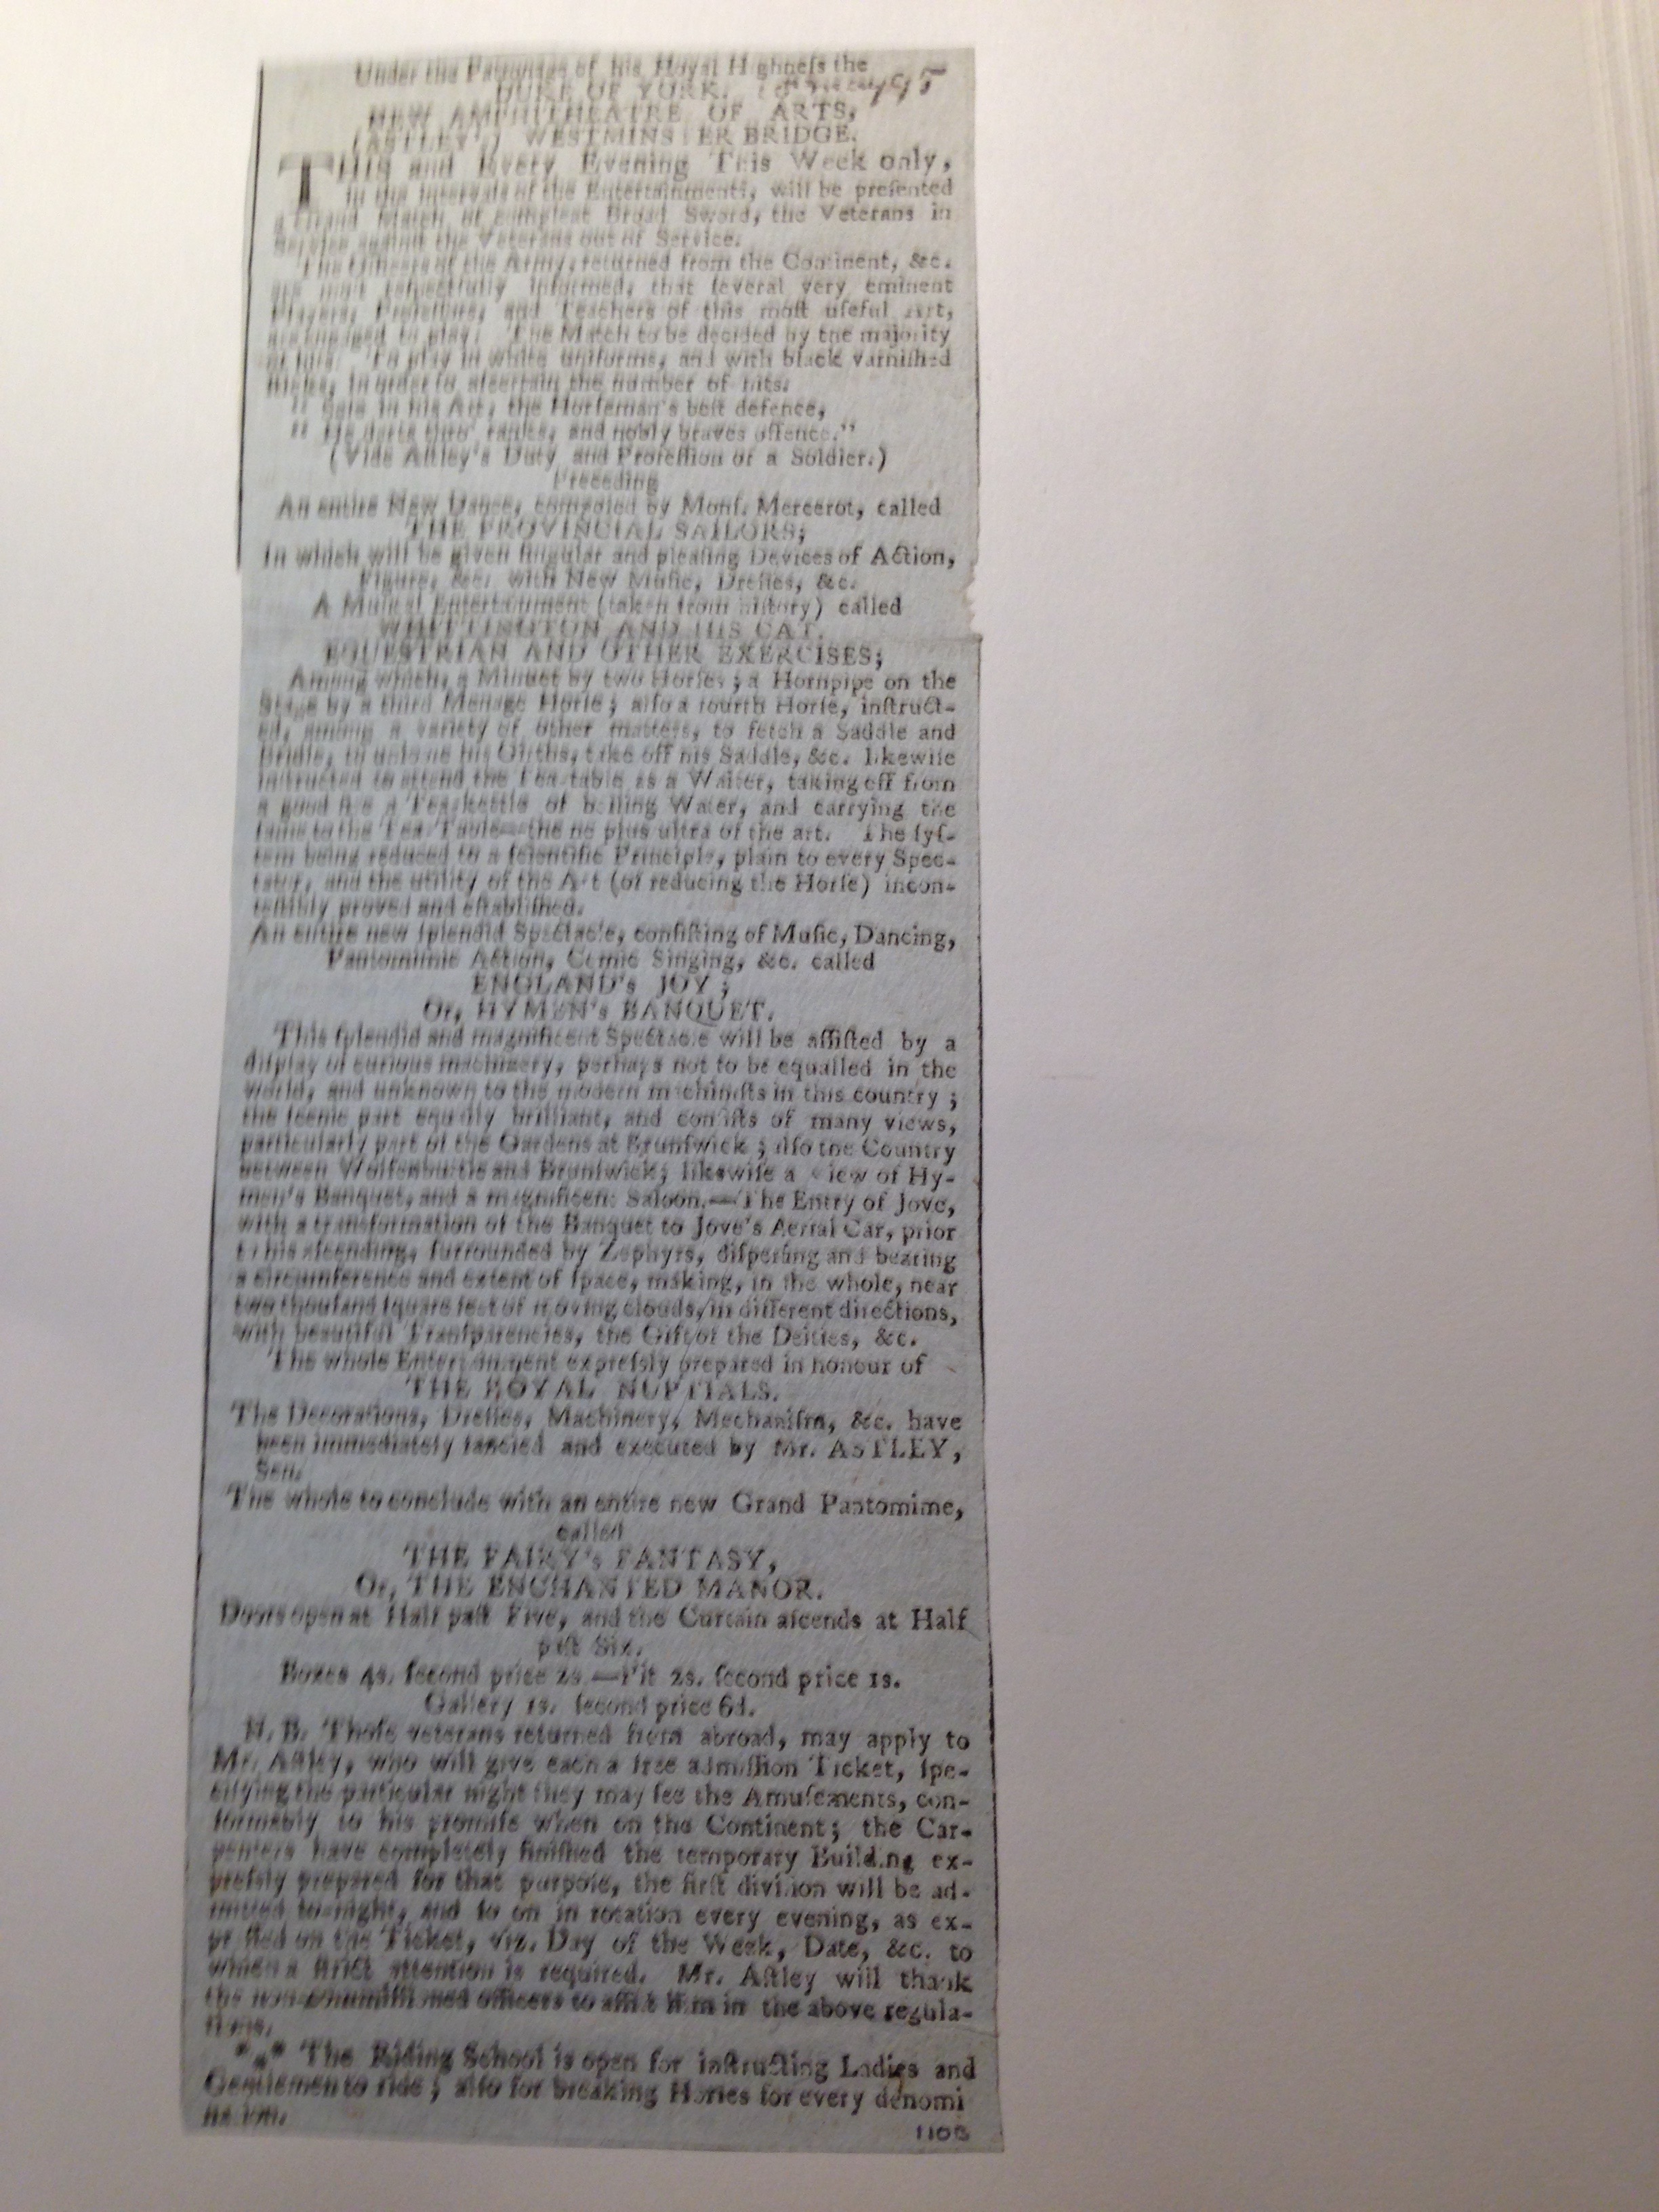 Under the Patronage of his Royal Highneſs the
DUKE OF YORK. 95
NEW AMPHITHEATRE OF ARTS,
(ASTLEY's) WESTMINSTER BRIDGE.
THIS and Every Evening This Week only,
in the intervals of the Entertainments, will be preſented
a Grand Match at compleat Broad Sword, the Veterans in
Service againſt the Veterans out of Service.
The Officers of the Army, returned from the Continent, &c.
are moſt reſpectfully informed, that ſeveral very eminent
Players, Profeſſors, and Teachers of this moſt uſeful Art,
are engaged to play. The Match to be decided by the majority
of hits. To play in white uniforms, and with black varniſhed
ſticks, in order to aſcertain the number of hits.
" Safe in his Art, the Horſeman's beſt defence,
" He darts thro' ranks, and nobly braves offence."
(Vide Aſtley's Duty and Profeſſion of a Soldier.)
Preceding
An entire New Dance, compoſed by Monſ. Mercerot, called
THE PROVINCIAL SAILORS;
In which will be given ſingular and pleaſing Devices of Action,
Figure, &c. with New Muſic, Dreſſes, &c.
A Muſical Entertainment (taken from hiſtory) called
WHITTINGTON AND HIS CAT.
EQUESTRIAN AND OTHER EXERCISES;
Among which, a Minuet by two Horſes; a Hornpipe on the
Stage by a third Menage Horſe; alſo a fourth Horſe, inſtruct-
ed, among a variety of other matters, to fetch a Saddle and
Bridle, to unlooſe his Girths, take off his Saddle, &c. likewiſe
inſtructed to attend the Tea-table as a Waiter, taking off from
a good fire a Tea-kettle of boiling Water, and carrying the
ſame to the Tea Table—the ne plus ultra of the art. The ſyſ-
tem being reduced to a ſcientific Principle, plain to every Spec-
tator, and the utility of the Art (of reducing the Horſe) incon-
teſtibly proved and eſtabliſhed.
An entire new ſplendid Spectacle, conſiſting of Muſic, Dancing,
Pantomimic Action, Comic Singing, &c. called
ENGLAND's JOY;
Or, HYMEN's BANQUET.
This ſplendid and magnificent Spectacle will be aſſiſted by a
diſplay of curious machinery, perhaps not to be equalled in the
world, and unknown to the modern machiniſts in this country;
the ſcenic part equally brilliant, and conſiſts of many views,
particularly part of the Gardens at Brunſwick; alſo the Country
between Wolfenbuttle and Brunſwick; likewiſe a View of Hy-
men's Banquet, and a magnificent Saloon.—The Entry of Jove,
with a transformation of the Banquet to Jove's Aerial Car, prior
to his aſcending, ſurrounded by Zephyrs, diſperſing and bearing
a circumference and extent of ſpace, making, in the whole, near
two thouſand ſquare feet of moving clouds, in different directions,
with beautiful Tranſparencies, the Gift of the Deities, &c.
The whole Entertainment expreſsly prepared in honour of
THE ROYAL NUPTIALS.
The Decorations, Dreſſes, Machinery, Mechaniſm, &c. have
been immediately fancied and executed by Mr. ASTLEY,
Sen.
The whole to conclude with an entire new Grand Pantomime,
called
THE FAIRY's FANTASY,
Or, THE ENCHANTED MANOR.
Doors open at Half paſt Five, and the Curtain aſcends at Half
paſt Six.
Boxes 4s. ſecond price 2s.—Pit 2s. ſecond price 1s.
Gallery 1s. ſecond price 6d.
N. B. Thoſe veterans returned from abroad, may apply to
Mr. Aſtley, who will give each a free admiſſion Ticket, ſpe-
cifying the particular night they may ſee the Amuſements, con-
formably to his promiſe when on the Continent; the Car-
penters have completely finiſhed the temporary Building ex-
preſsly prepared for that purpoſe, the firſt diviſion will be ad-
mitted to-night, and ſo on in rotation every evening, as ex-
preſſed on the Ticket, viz. Day of the Week, Date, &c. to
which a ſtrict attention is required. Mr. Aſtley will thank
the non-commiſſioned officers to aſſiſt him in the above regula-
tions.
*⁎* The Riding School is open for inſtructing Ladies and
Gentlemen to ride; alſo for breaking Horſes for every denomi
nation.